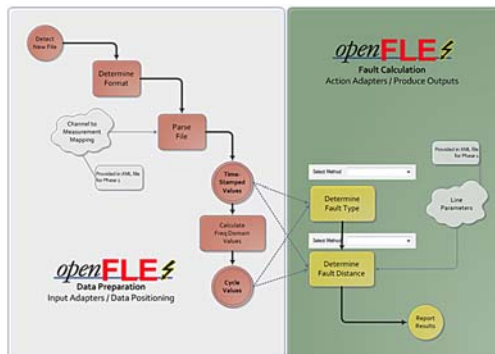 Detect
New File
Determine
Format
Channel to
Measurement
Mapping
Parse
File
Provided in XML file
for Phase 1
Time-
Stamped
Values
Calculate
Freq Domain
Values
Cycle
Values
openFLE
Data Preparation
Input Adapters / Data Positioning
openFLE
Fault Calculation
Action Adapters / Produce Outputs
Provided in XML file
for Phase 1
Select Method
Determine
Fault Type
Line
Parameters
Select Method
Determine
Fault Distance
Report
Results